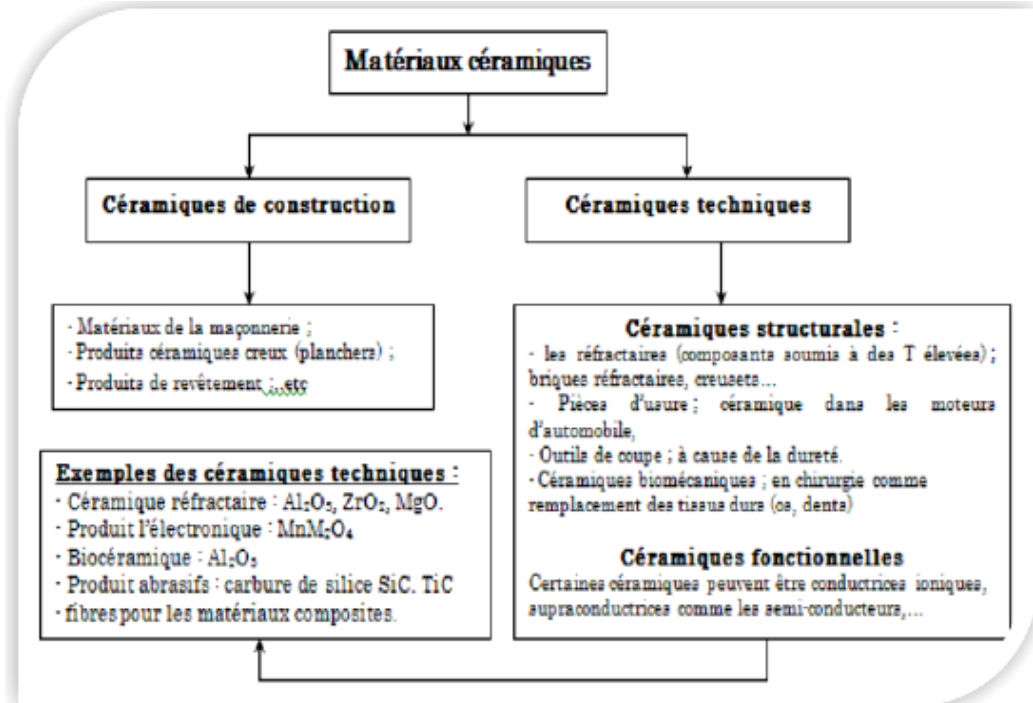 Matériaux céramiques
Céramiques de construction
Céramiques techniques
- Matériaux de la maçonnerie ;
- Produits céramiques creux (planchers) ;
- Produits de revêtement ;..etc
Céramiques structurales :
- les réfractaires (composants soumis à des T élevées) ;
briques réfractaires, creusets...
- Pièces d'usure ; céramique dans les moteurs
d'automobile,
- Outils de coupe ; à cause de la dureté.
- Céramiques biomécaniques ; en chirurgie comme
remplacement des tissus durs (os, dents)
Céramiques fonctionnelles
Certaines céramiques peuvent être conductrices ioniques,
supraconductrices comme les semi-conducteurs,...
Exemples des céramiques techniques :
- Céramique réfractaire : Al₂O₃, ZrO₂, MgO.
- Produit l'électronique : MnM₂O₄
- Biocéramique : Al₂O₃
- Produit abrasifs : carbure de silice SiC. TiC
- fibres pour les matériaux composites.